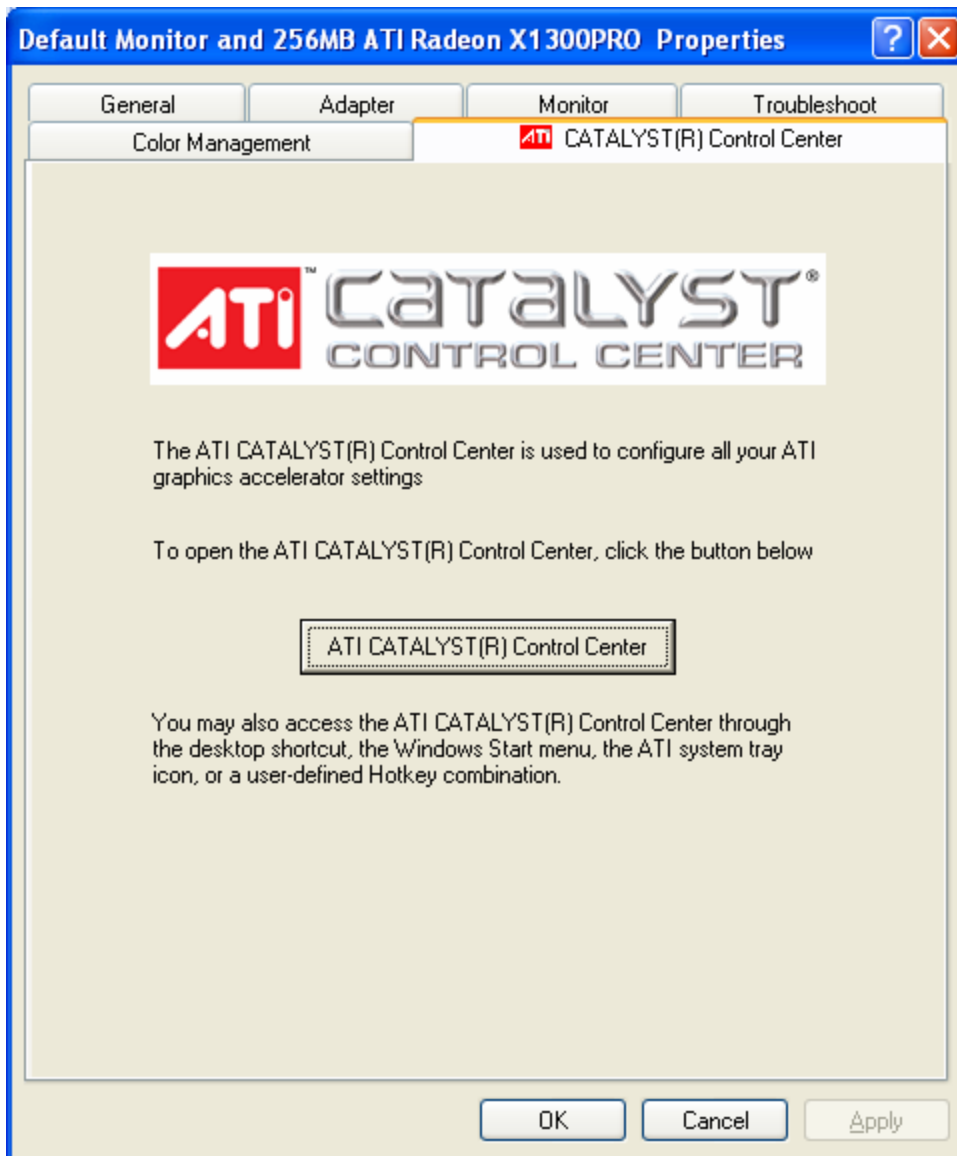 Default Monitor and 256MB ATI Radeon X1300PRO Properties
General Adapter Monitor Troubleshoot
Color Management ATI CATALYST(R) Control Center
ATI™ CATALYST®
CONTROL CENTER
The ATI CATALYST(R) Control Center is used to configure all your ATI
graphics accelerator settings
To open the ATI CATALYST(R) Control Center, click the button below
ATI CATALYST(R) Control Center
You may also access the ATI CATALYST(R) Control Center through
the desktop shortcut, the Windows Start menu, the ATI system tray
icon, or a user-defined Hotkey combination.
OK Cancel Apply